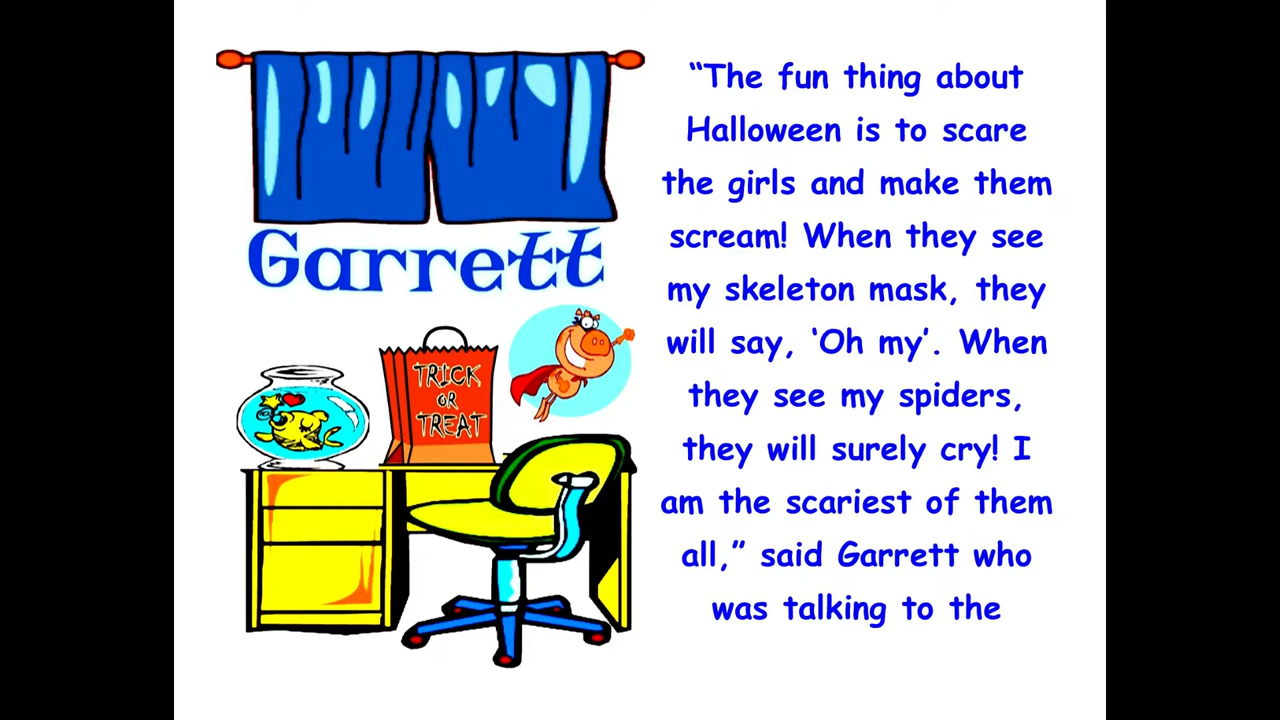 Garrett
TRICK
OR
TREAT
“The fun thing about
Halloween is to scare
the girls and make them
scream! When they see
my skeleton mask, they
will say, ‘Oh my’. When
they see my spiders,
they will surely cry! I
am the scariest of them
all,” said Garrett who
was talking to the